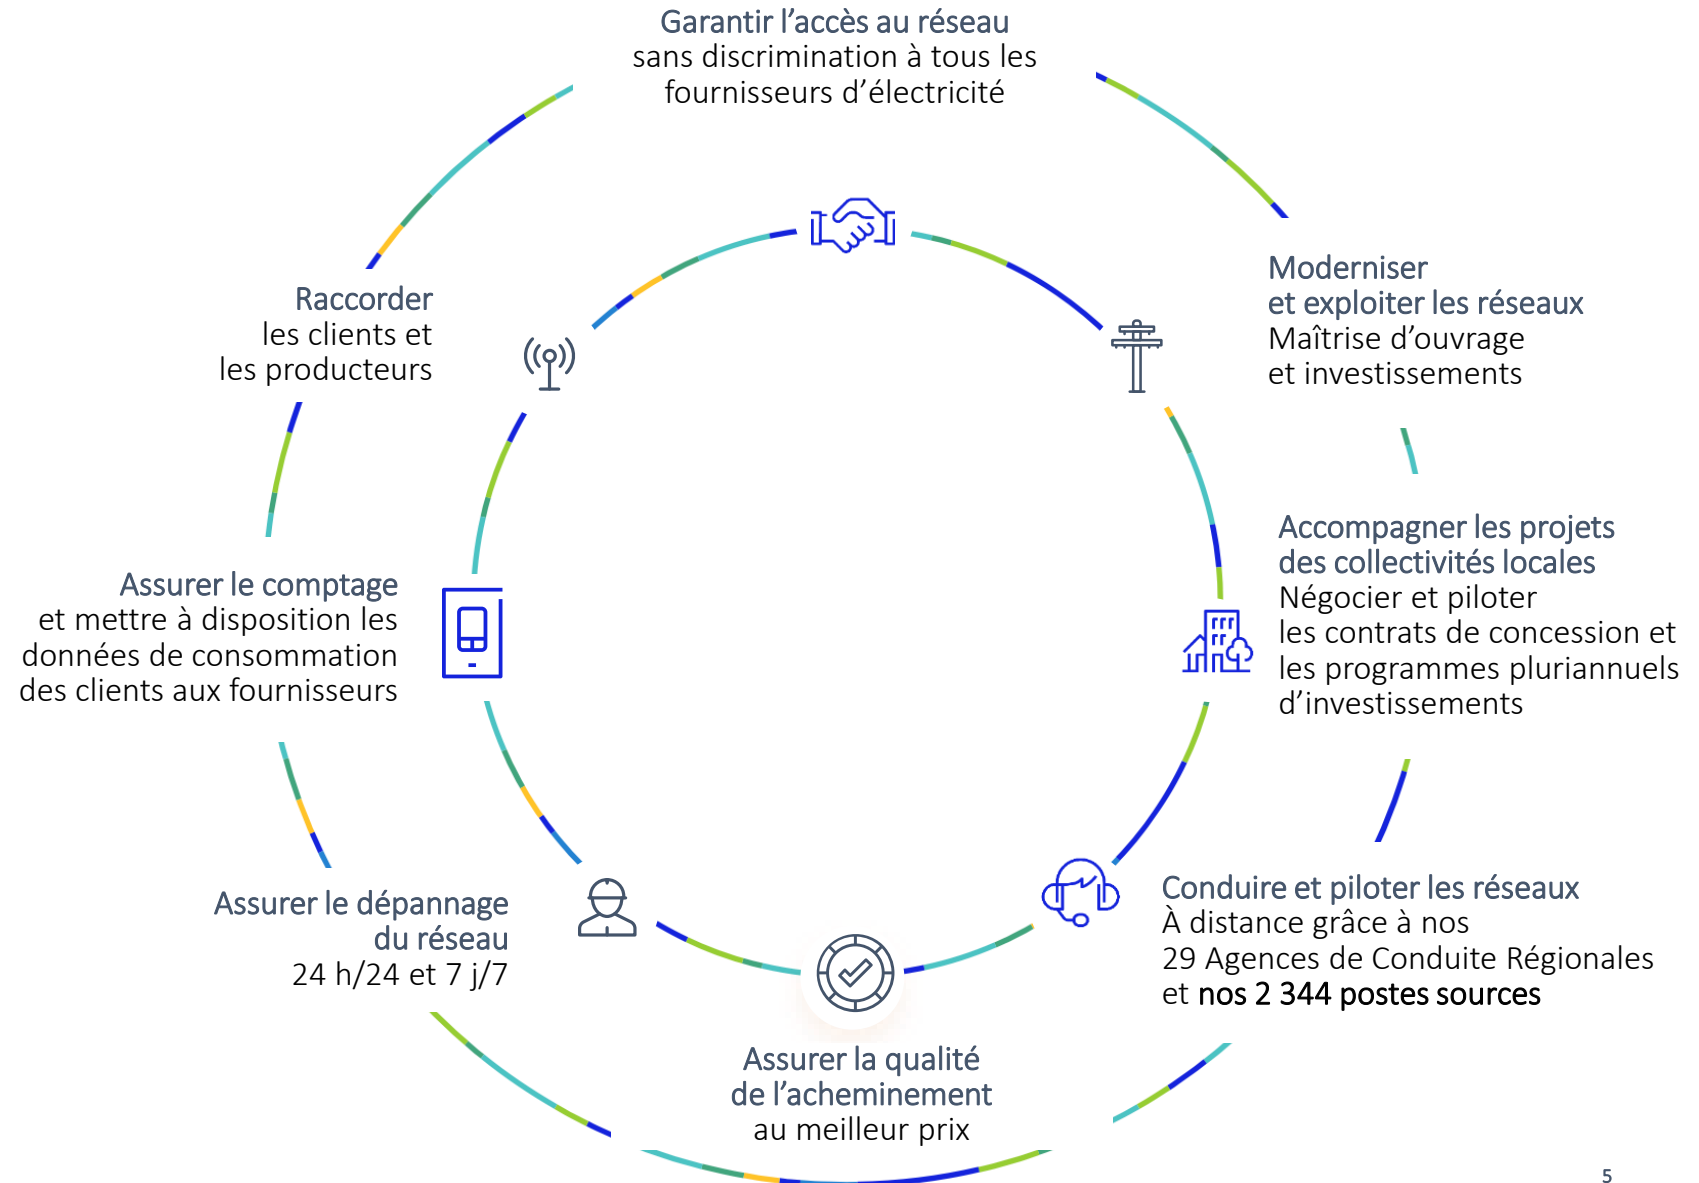 Garantir l’accès au réseau
sans discrimination à tous les
fournisseurs d’électricité
Moderniser
et exploiter les réseaux
Maîtrise d’ouvrage
et investissements
Accompagner les projets
des collectivités locales
Négocier et piloter
les contrats de concession et
les programmes pluriannuels
d’investissements
Conduire et piloter les réseaux
À distance grâce à nos
29 Agences de Conduite Régionales
et nos 2 344 postes sources
Assurer la qualité
de l’acheminement
au meilleur prix
Assurer le dépannage
du réseau
24 h/24 et 7 j/7
Assurer le comptage
et mettre à disposition les
données de consommation
des clients aux fournisseurs
Raccorder
les clients et
les producteurs
5